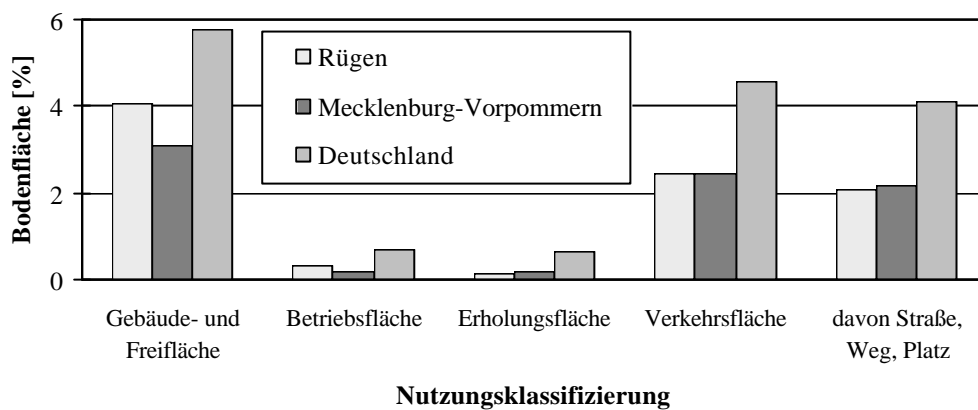 Bodenfläche [%]
6
4
2
0
Rügen
Mecklenburg-Vorpommern
Deutschland
Gebäude- und
Freifläche
Betriebsfläche
Erholungsfläche
Verkehrsfläche
davon Straße,
Weg, Platz
Nutzungsklassifizierung